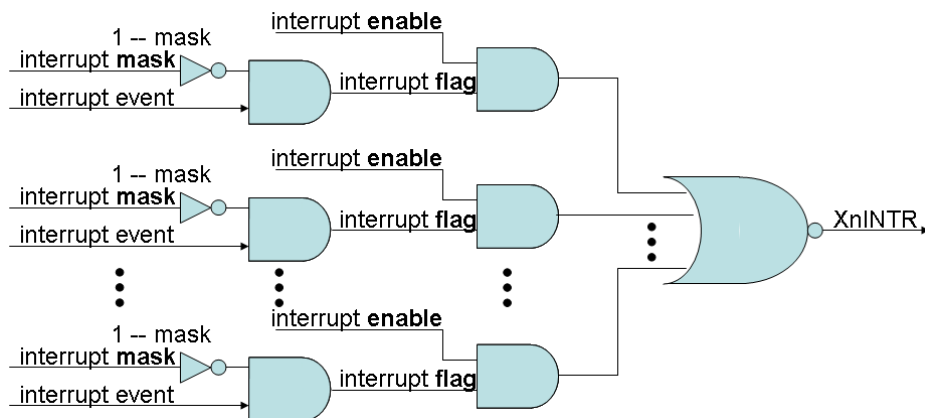 interrupt enable
1 -- mask
interrupt mask
interrupt flag
interrupt event
interrupt enable
1 -- mask
interrupt mask
interrupt flag
XnINTR
interrupt event
interrupt enable
1 -- mask
interrupt mask
interrupt flag
interrupt event